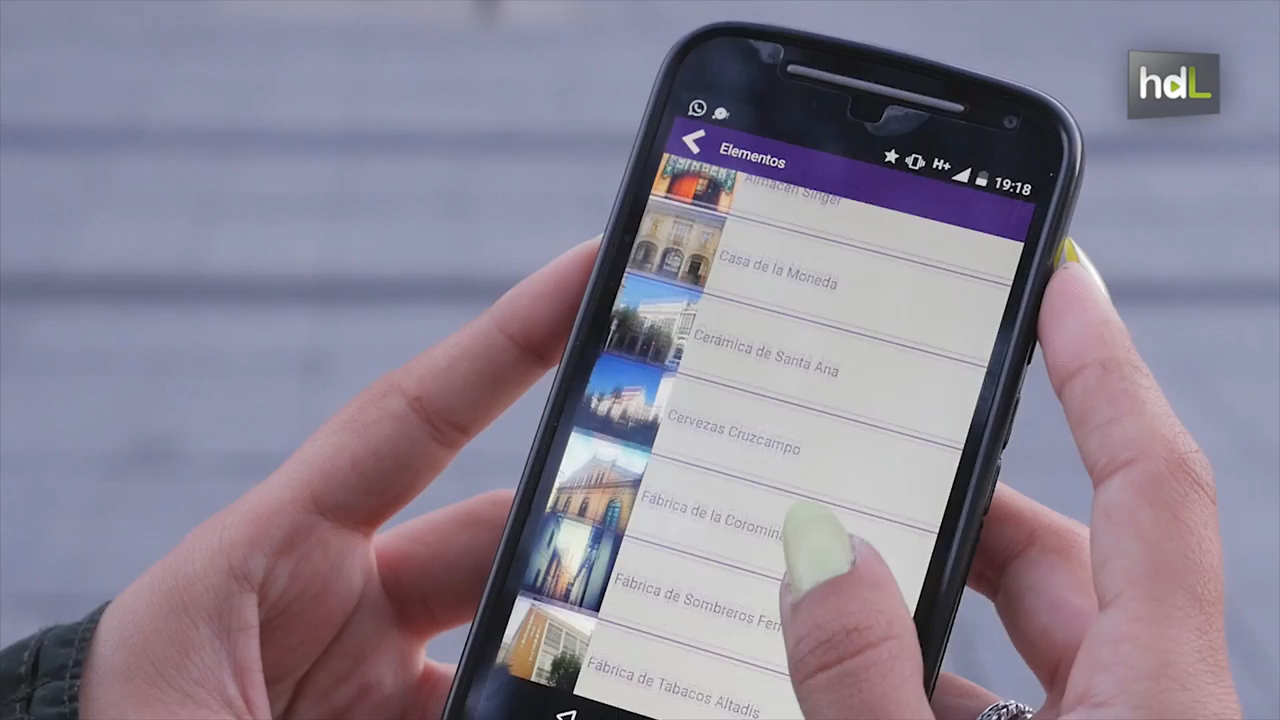 hdL
H+ 19:18
Elementos
Almacén Singer
Casa de la Moneda
Cerámica de Santa Ana
Cervezas Cruzcampo
Fábrica de la Coromina
Fábrica de Sombreros Fern
Fábrica de Tabacos Altadis